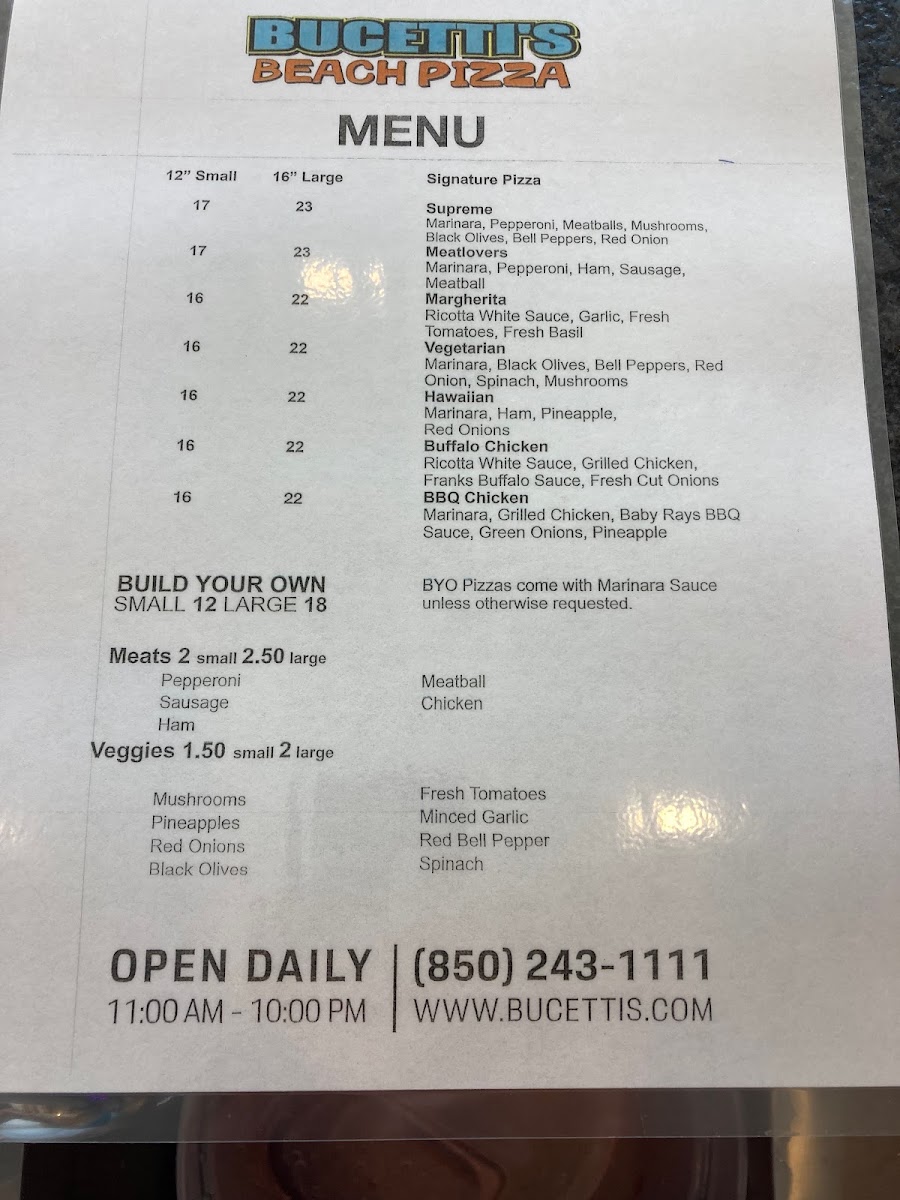 BUCETTI'S
BEACH PIZZA
MENU
12” Small 16” Large Signature Pizza
17 23 Supreme
Marinara, Pepperoni, Meatballs, Mushrooms,
Black Olives, Bell Peppers, Red Onion
17 23 Meatlovers
Marinara, Pepperoni, Ham, Sausage,
Meatball
16 22 Margherita
Ricotta White Sauce, Garlic, Fresh
Tomatoes, Fresh Basil
16 22 Vegetarian
Marinara, Black Olives, Bell Peppers, Red
Onion, Spinach, Mushrooms
16 22 Hawaiian
Marinara, Ham, Pineapple,
Red Onions
16 22 Buffalo Chicken
Ricotta White Sauce, Grilled Chicken,
Franks Buffalo Sauce, Fresh Cut Onions
16 22 BBQ Chicken
Marinara, Grilled Chicken, Baby Rays BBQ
Sauce, Green Onions, Pineapple
BUILD YOUR OWN
SMALL 12 LARGE 18
BYO Pizzas come with Marinara Sauce
unless otherwise requested.
Meats 2 small 2.50 large
Pepperoni
Sausage
Ham
Meatball
Chicken
Veggies 1.50 small 2 large
Mushrooms
Pineapples
Red Onions
Black Olives
Fresh Tomatoes
Minced Garlic
Red Bell Pepper
Spinach
OPEN DAILY
11:00 AM - 10:00 PM
(850) 243-1111
WWW.BUCETTIS.COM